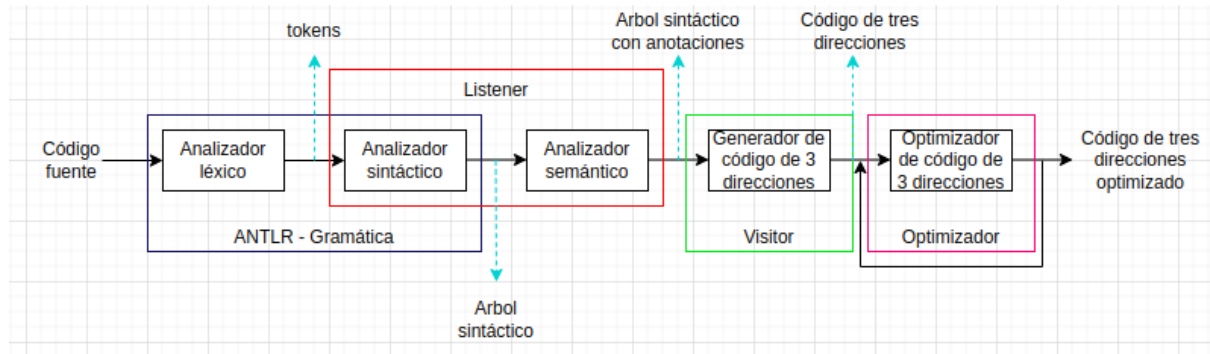 tokens
Arbol sintáctico
con anotaciones
Código de tres
direcciones
Listener
Código
fuente
Analizador
léxico
Analizador
sintáctico
Analizador
semántico
Generador de
código de 3
direcciones
Optimizador
de código de
3 direcciones
Código de tres
direcciones
optimizado
ANTLR - Gramática
Visitor
Optimizador
Arbol
sintáctico